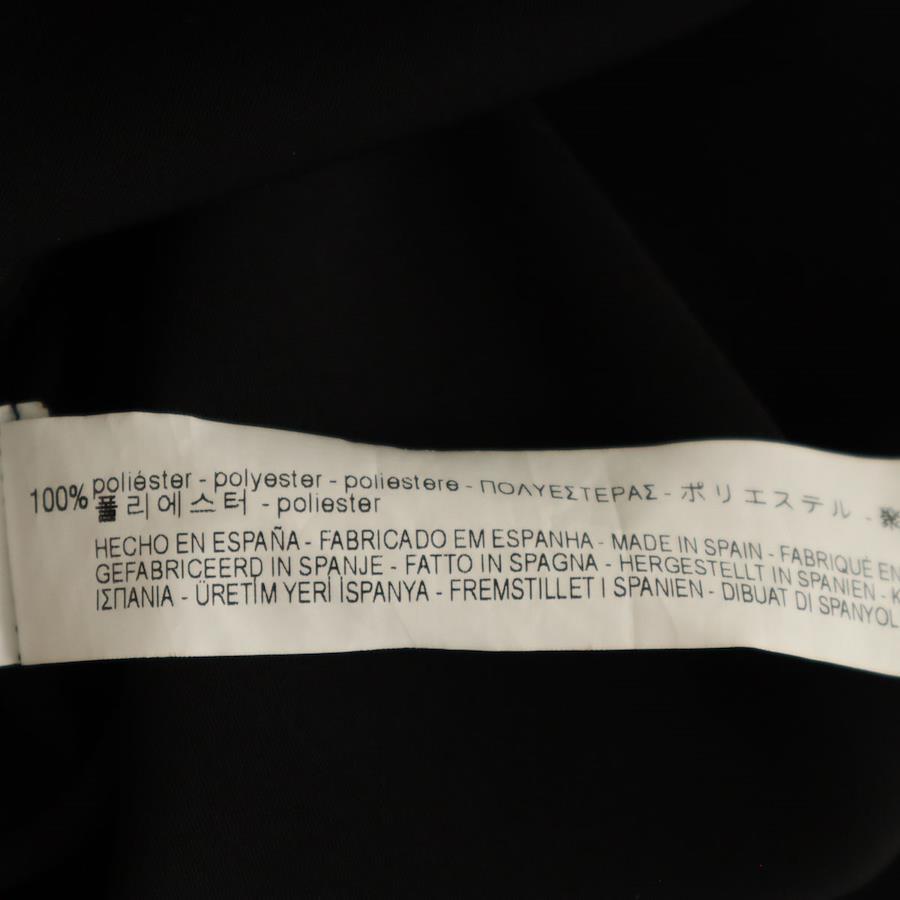 100% poliéster - polyester - poliestere - ΠΟΛΥΕΣΤΕΡΑΣ - ポリエステル -
폴리에스터 - poliester
HECHO EN ESPAÑA - FABRICADO EM ESPANHA - MADE IN SPAIN - FABRIQUÉ EN
GEFABRICEERD IN SPANJE - FATTO IN SPAGNA - HERGESTELLT IN SPANIEN -
ΙΣΠΑΝΙΑ - ÜRETİM YERİ İSPANYA - FREMSTILLET I SPANIEN - DIBUAT DI SPANYOL